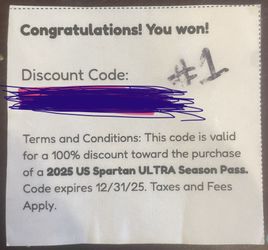 Congratulations! You won!
Discount Code:
#1
Terms and Conditions: This code is valid
for a 100% discount toward the purchase
of a 2025 US Spartan ULTRA Season Pass.
Code expires 12/31/25. Taxes and Fees
Apply.